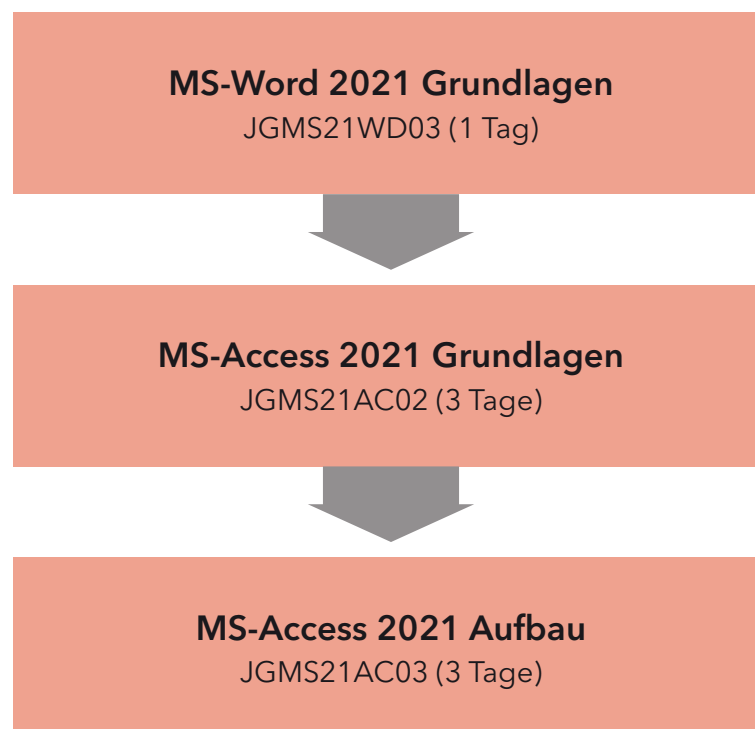 MS-Word 2021 Grundlagen
JGMS21WD03 (1 Tag)
MS-Access 2021 Grundlagen
JGMS21AC02 (3 Tage)
MS-Access 2021 Aufbau
JGMS21AC03 (3 Tage)